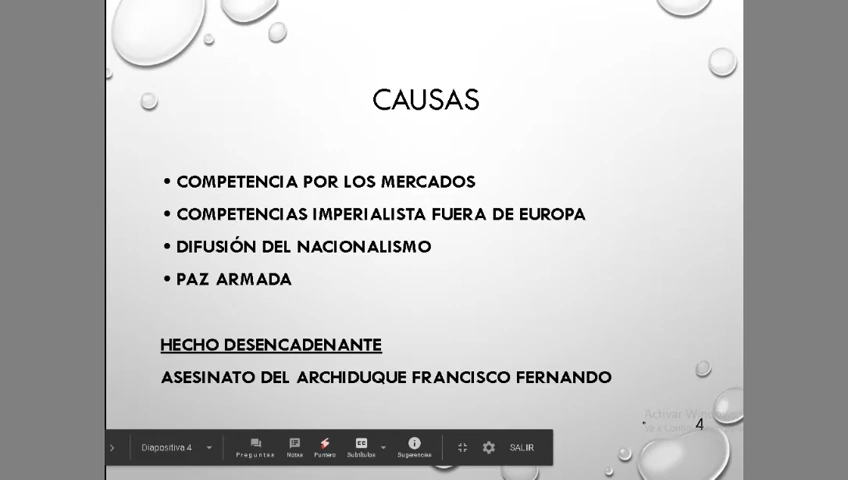 CAUSAS
• COMPETENCIA POR LOS MERCADOS
• COMPETENCIAS IMPERIALISTA FUERA DE EUROPA
• DIFUSIÓN DEL NACIONALISMO
• PAZ ARMADA
HECHO DESENCADENANTE
ASESINATO DEL ARCHIDUQUE FRANCISCO FERNANDO
Activar
4
Diapositiva 4
Preguntas Notas Puntero Subtítulos Sugerencias SALIR